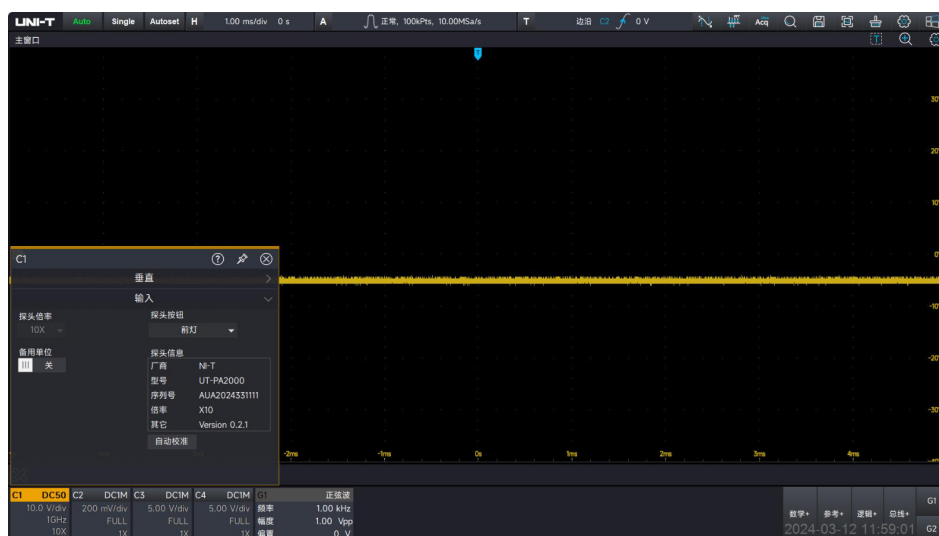 UNI-T Auto Single Autoset H 1.00 ms/div 0 s A 正常, 100kPts, 10.00MSa/s T 边沿 C2 0 V Acq
主窗口
T
T
30
20
10
0
-10
-20
-30
C1
垂直
输入
探头倍率 探头按钮
10X 前灯
备用单位 探头信息
关 厂商 NI-T
型号 UT-PA2000
序列号 AUA2024331111
倍率 X10
其它 Version 0.2.1
自动校准
-2ms -1ms 0s 1ms 2ms 3ms 4ms
C1 DC50 C2 DC1M C3 DC1M C4 DC1M G1 正弦波
10.0 V/div 200 mV/div 5.00 V/div 5.00 V/div 频率 1.00 kHz
1GHz FULL FULL FULL 幅度 1.00 Vpp
10X 1X 1X 1X 偏置 0 V
数学+ 参考+ 逻辑+ 总线+ G1
2024-03-12 11:59:01 G2